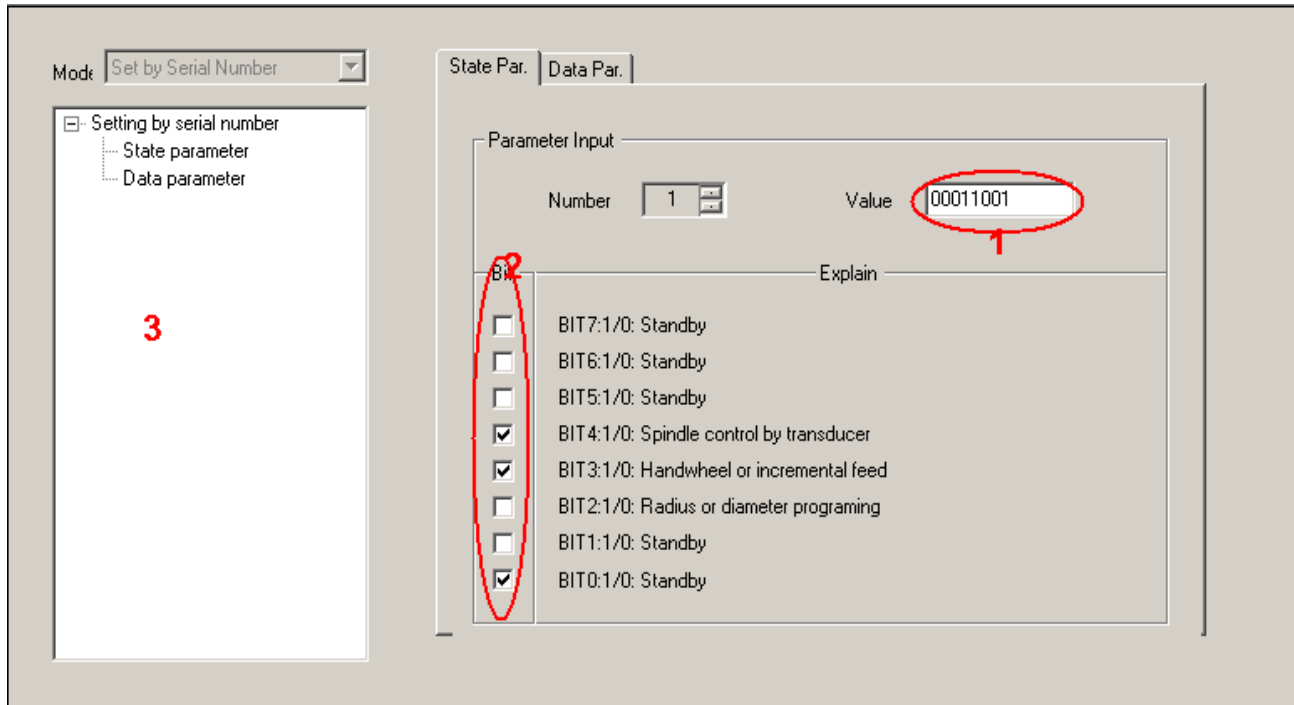 Mode Set by Serial Number
Setting by serial number
State parameter
Data parameter
3
State Par. Data Par.
Parameter Input
Number 1 Value 00011001
1
2
Bit Explain
BIT7:1/0: Standby
BIT6:1/0: Standby
BIT5:1/0: Standby
BIT4:1/0: Spindle control by transducer
BIT3:1/0: Handwheel or incremental feed
BIT2:1/0: Radius or diameter programing
BIT1:1/0: Standby
BIT0:1/0: Standby